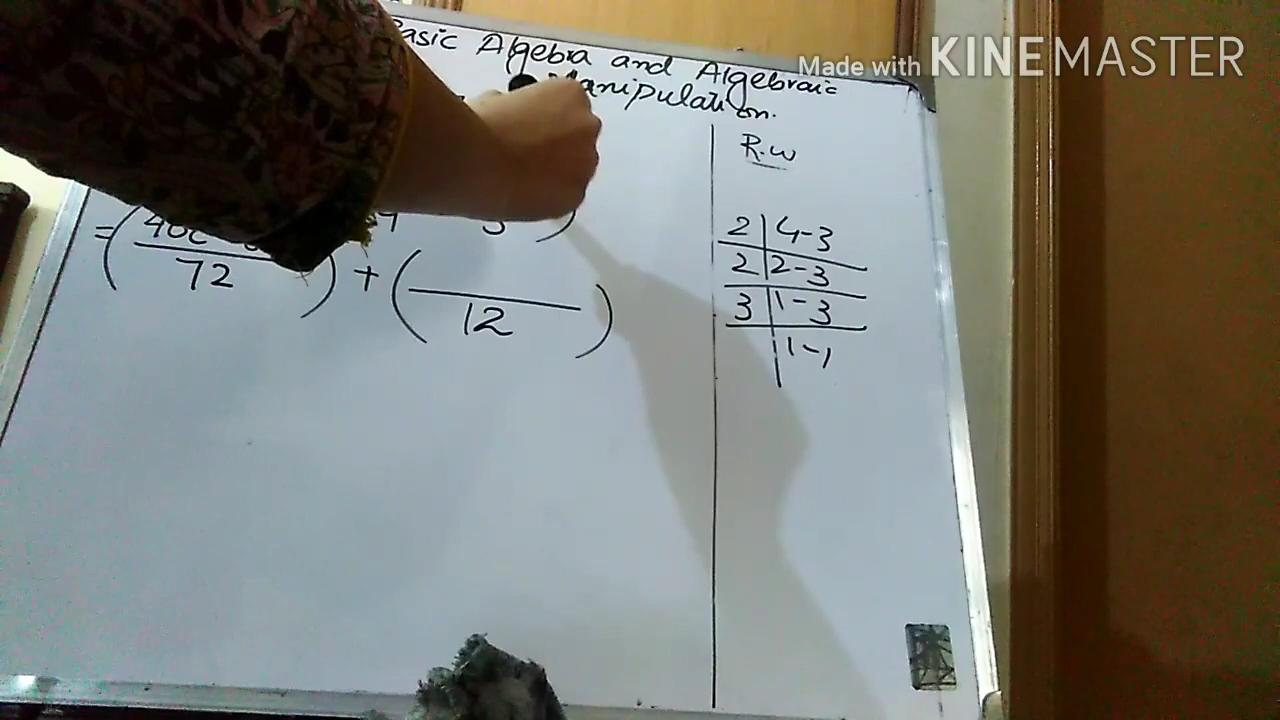 Basic Algebra and Algebraic
Manipulation.
Made with KINEMASTER
R.W
=(
72
) + (
12
)
2 | 4-3
2 | 2-3
3 | 1-3
1-1